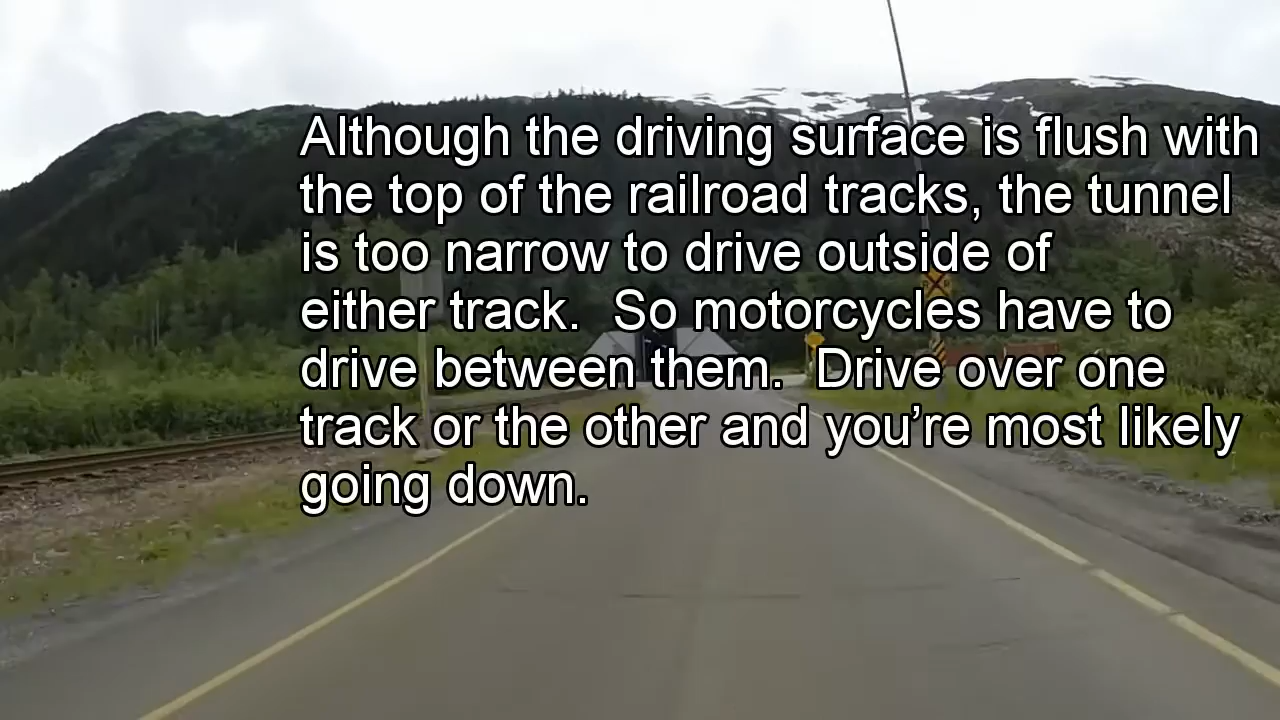 Although the driving surface is flush with
the top of the railroad tracks, the tunnel
is too narrow to drive outside of
either track.  So motorcycles have to
drive between them.  Drive over one
track or the other and you’re most likely
going down.